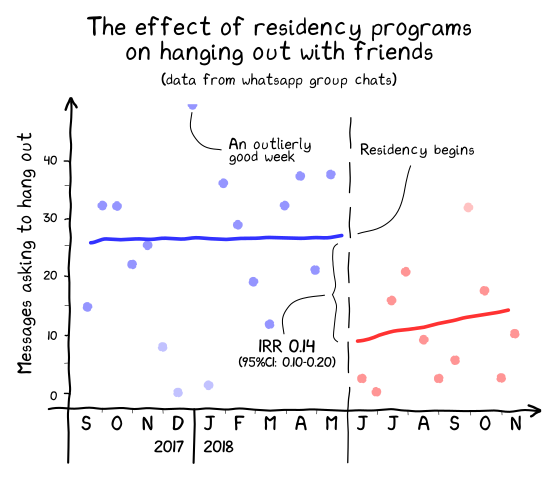 The effect of residency programs
on hanging out with friends
(data from whatsapp group chats)
Messages asking to hang out
40
30
20
10
0
An outlierly
good week
Residency begins
IRR 0.14
(95%CI: 0.10-0.20)
S O N D J F M A M J J A S O N
2017 2018